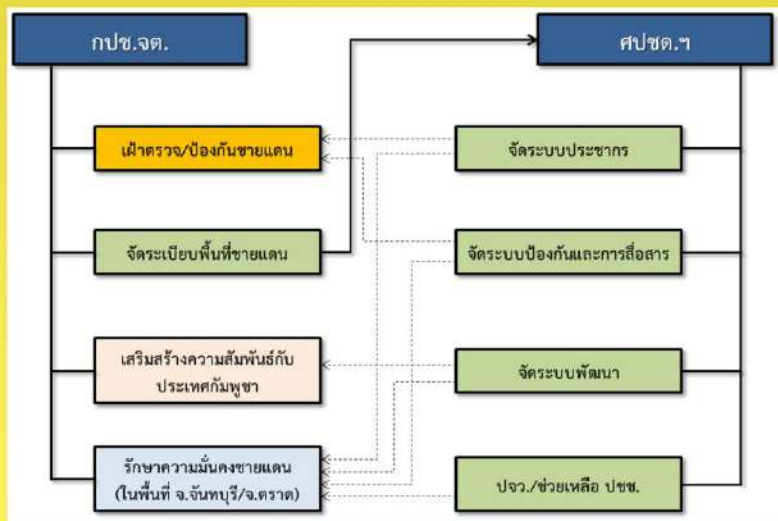 กปช.จต.
ศปชด.ฯ
เฝ้าตรวจ/ป้องกันชายแดน
จัดระบบประชากร
จัดระเบียบพื้นที่ชายแดน
จัดระบบป้องกันและการสื่อสาร
เสริมสร้างความสัมพันธ์กับ
ประเทศกัมพูชา
จัดระบบพัฒนา
รักษาความมั่นคงชายแดน
(ในพื้นที่ จ.จันทบุรี/จ.ตราด)
ปจว./ช่วยเหลือ ปชช.